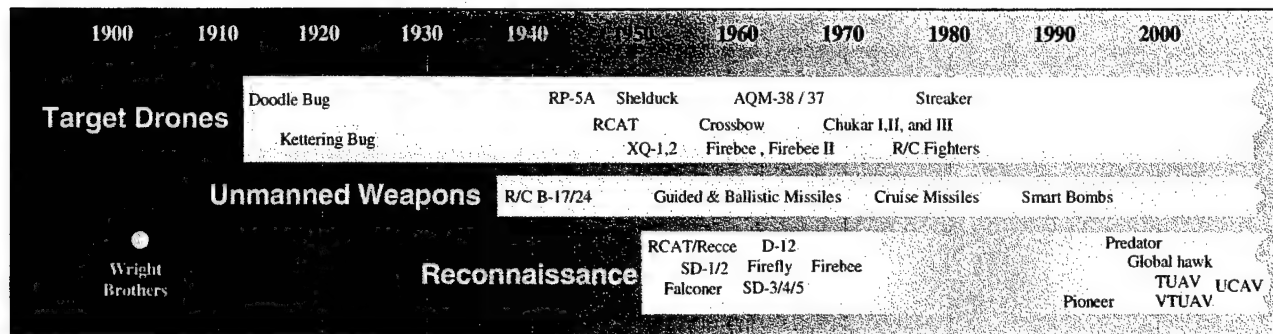 1900 1910 1920 1930 1940 1950 1960 1970 1980 1990 2000
Target Drones
Doodle Bug RP-5A Shelduck AQM-38 / 37 Streaker
Kettering Bug RCAT Crossbow Chukar I,II, and III
XQ-1,2 Firebee , Firebee II R/C Fighters
Unmanned Weapons R/C B-17/24 Guided & Ballistic Missiles Cruise Missiles Smart Bombs
Wright
Brothers
Reconnaissance
RCAT/Recce D-12 Predator
SD-1/2 Firefly Firebee Global hawk
Falconer SD-3/4/5 TUAV UCAV
Pioneer VTUAV